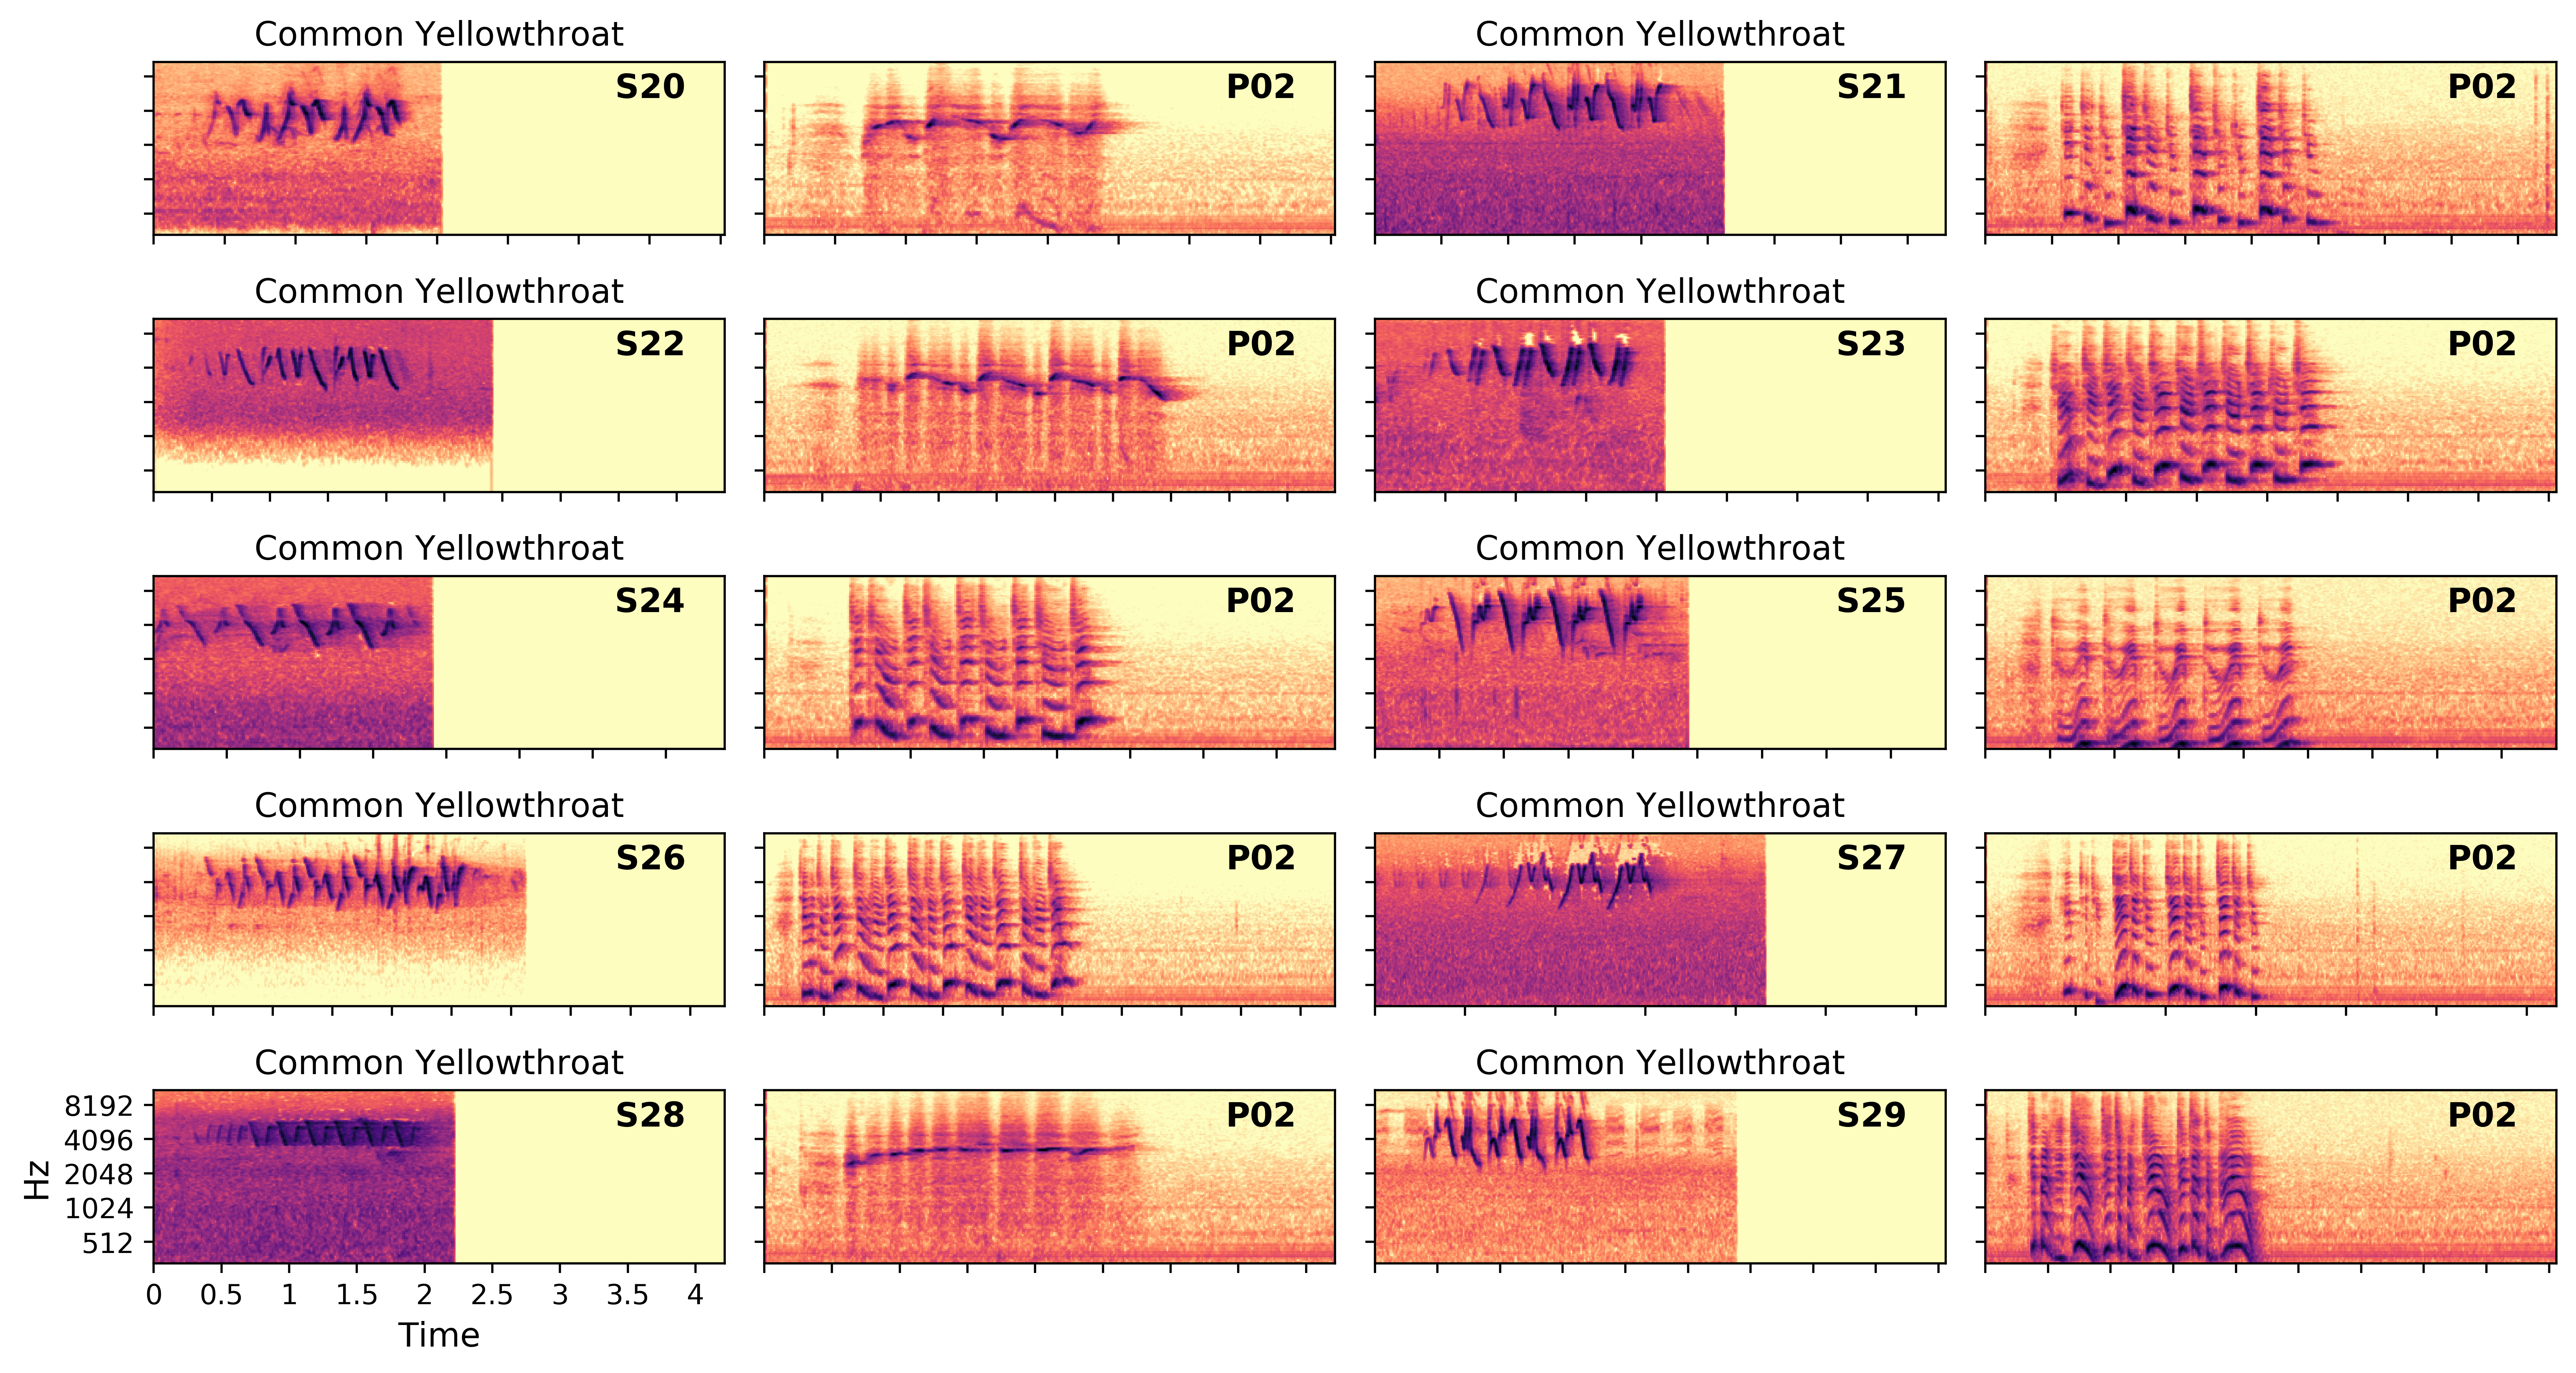 Common Yellowthroat Common Yellowthroat
S20 P02 S21 P02
Common Yellowthroat Common Yellowthroat
S22 P02 S23 P02
Common Yellowthroat Common Yellowthroat
S24 P02 S25 P02
Common Yellowthroat Common Yellowthroat
S26 P02 S27 P02
Common Yellowthroat Common Yellowthroat
S28 P02 S29 P02
8192
4096
2048
1024
512
Hz
0 0.5 1 1.5 2 2.5 3 3.5 4
Time